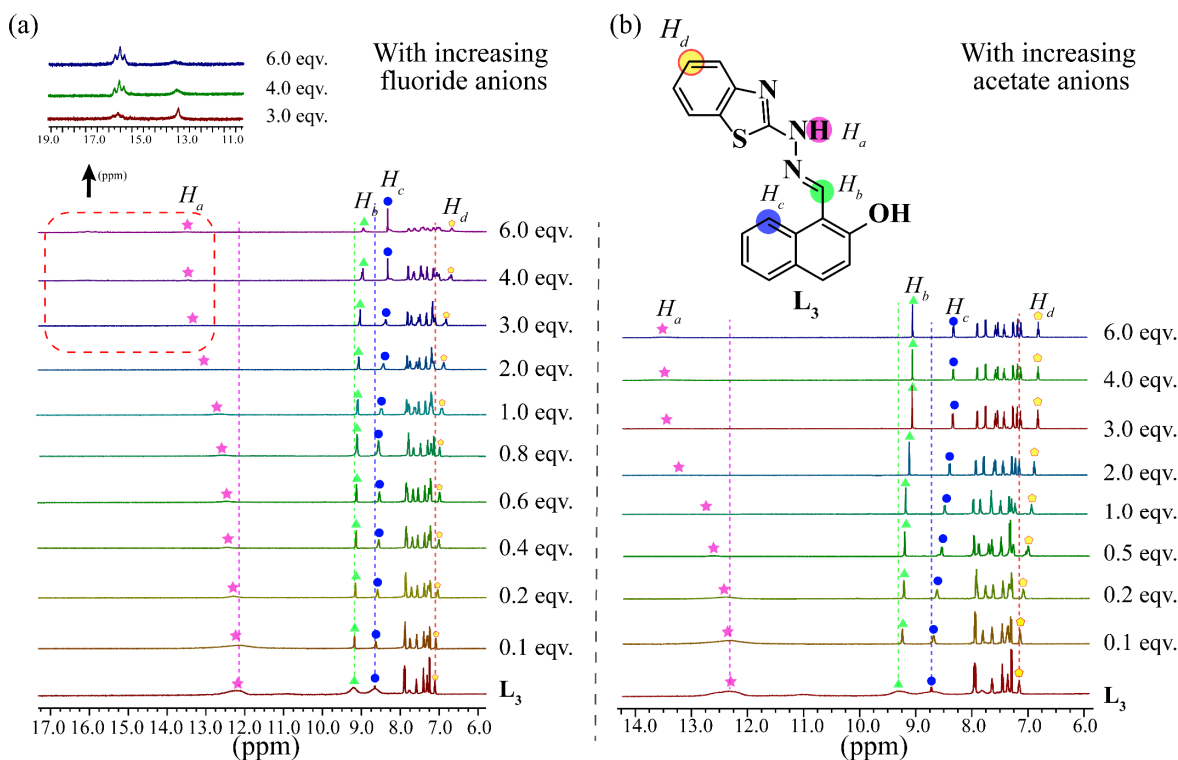 (a)
6.0 eqv.
4.0 eqv.
3.0 eqv.
19.0 17.0 15.0 13.0 11.0
With increasing
fluoride anions
(ppm)
Ha
Hb
Hc
Hd
6.0 eqv.
4.0 eqv.
3.0 eqv.
2.0 eqv.
1.0 eqv.
0.8 eqv.
0.6 eqv.
0.4 eqv.
0.2 eqv.
0.1 eqv.
L3
17.0 16.0 15.0 14.0 13.0 12.0 11.0 10.0 9.0 8.0 7.0 6.0
(ppm)
(b)
With increasing
acetate anions
Hd
N
S
NH
Ha
N
Hb
Hc
OH
L3
Ha
Hb
Hc
Hd
6.0 eqv.
4.0 eqv.
3.0 eqv.
2.0 eqv.
1.0 eqv.
0.5 eqv.
0.2 eqv.
0.1 eqv.
L3
14.0 13.0 12.0 11.0 10.0 9.0 8.0 7.0 6.0
(ppm)